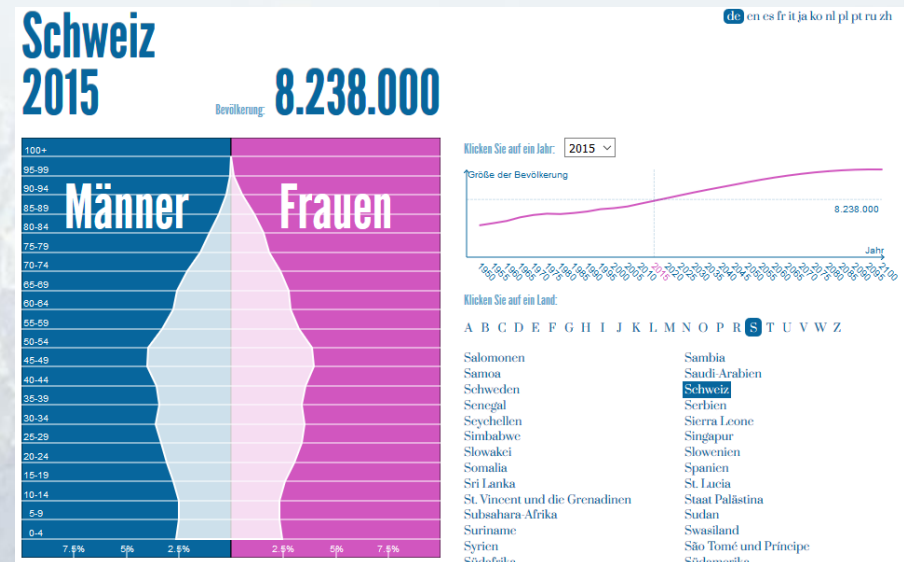 Schweiz
2015
Bevölkerung: 8.238.000
de en es fr it ja ko nl pl pt ru zh
Männer Frauen
100+
95-99
90-94
85-89
80-84
75-79
70-74
65-69
60-64
55-59
50-54
45-49
40-44
35-39
30-34
25-29
20-24
15-19
10-14
5-9
0-4
7.5% 5% 2.5% 2.5% 5% 7.5%
Klicken Sie auf ein Jahr: 2015
Größe der Bevölkerung
8.238.000
Jahr
1950 1955 1960 1965 1970 1975 1980 1985 1990 1995 2000 2005 2010 2015 2020 2025 2030 2035 2040 2045 2050 2055 2060 2065 2070 2075 2080 2085 2090 2095 2100
Klicken Sie auf ein Land:
A B C D E F G H I J K L M N O P R S T U V W Z
Salomonen
Samoa
Schweden
Senegal
Seychellen
Simbabwe
Slowakei
Somalia
Sri Lanka
St. Vincent und die Grenadinen
Subsahara-Afrika
Suriname
Syrien
Südafrika
Sambia
Saudi-Arabien
Schweiz
Serbien
Sierra Leone
Singapur
Slowenien
Spanien
St. Lucia
Staat Palästina
Sudan
Swasiland
São Tomé und Príncipe
Südamerika